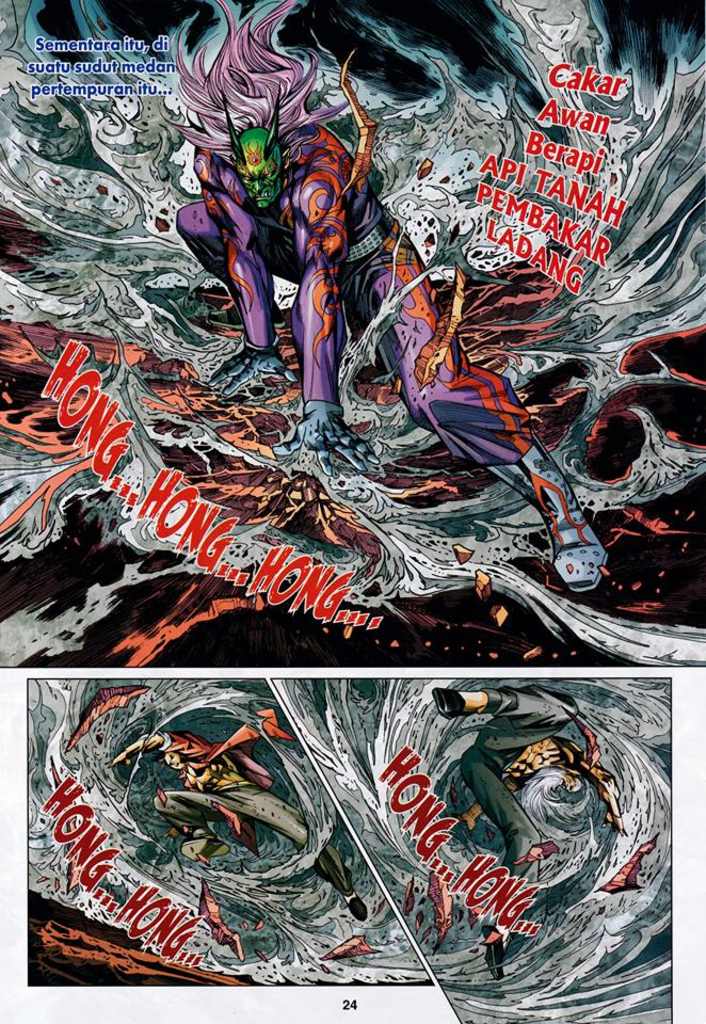 Sementara itu, di
suatu sudut medan
pertempuran itu...
Cakar
Awan
Berapi
API TANAH
PEMBAKAR
LADANG
HONG... HONG... HONG....
HONG... HONG...
HONG... HONG...
24